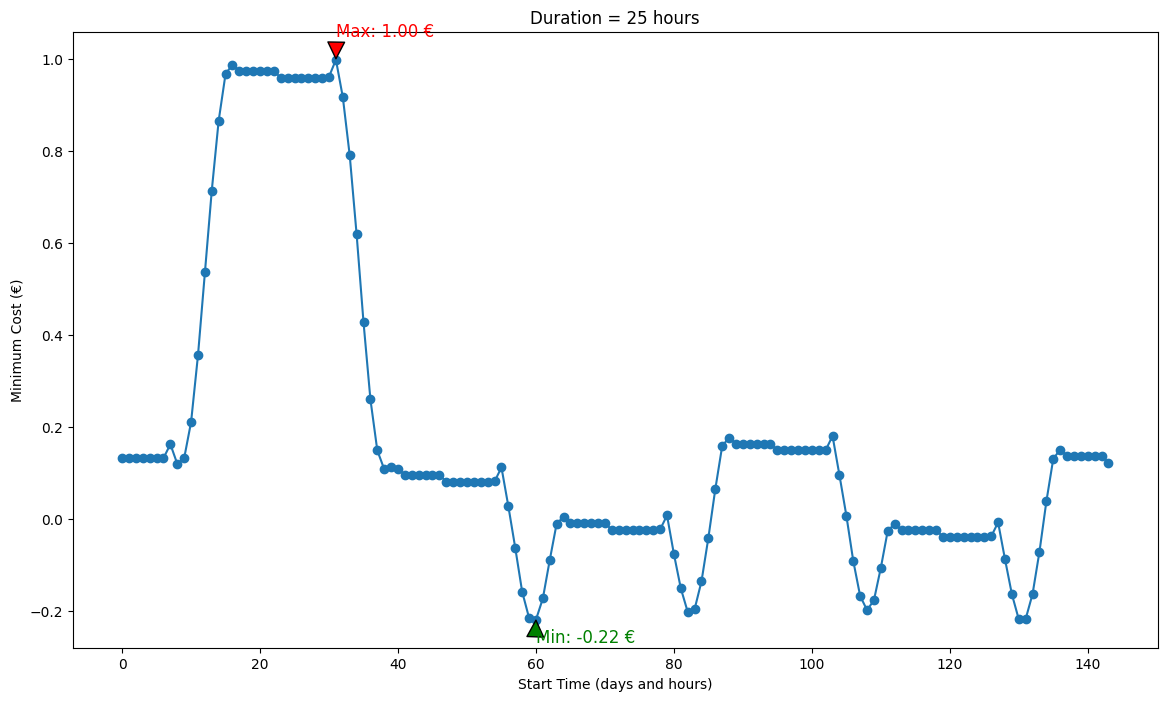 Duration = 25 hours
Max: 1.00 €
Minimum Cost (€)
1.0
0.8
0.6
0.4
0.2
0.0
−0.2
Min: -0.22 €
0 20 40 60 80 100 120 140
Start Time (days and hours)